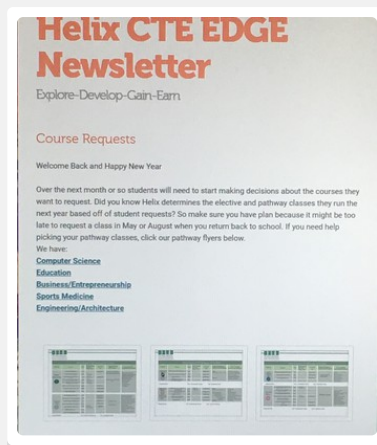 Helix CTE EDGE
Newsletter
Explore-Develop-Gain-Earn
Course Requests
Welcome Back and Happy New Year
Over the next month or so students will need to start making decisions about the courses they
want to request. Did you know Helix determines the elective and pathway classes they run the
next year based off of student requests? So make sure you have plan because it might be too
late to request a class in May or August when you return back to school. If you need help
picking your pathway classes, click our pathway flyers below.
We have:
Computer Science
Education
Business/Entrepreneurship
Sports Medicine
Engineering/Architecture